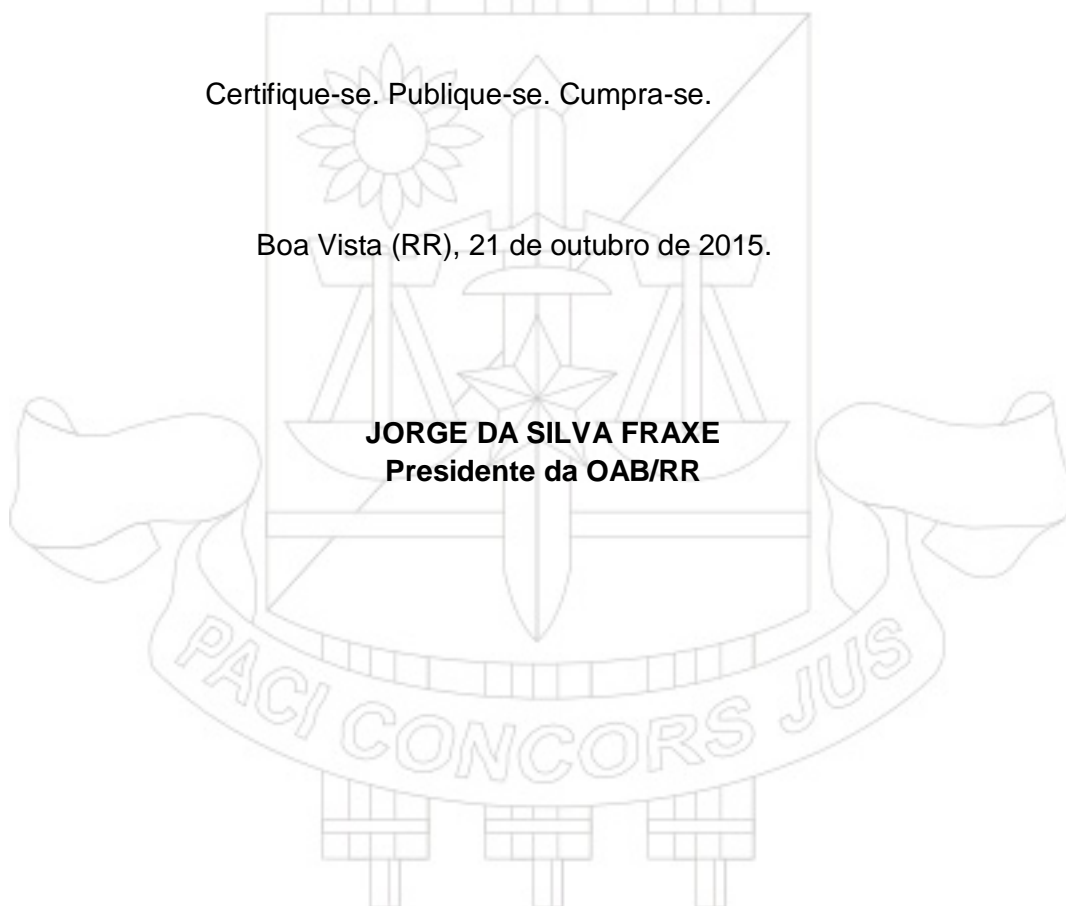 Certifique-se. Publique-se. Cumpra-se.
Boa Vista (RR), 21 de outubro de 2015.
JORGE DA SILVA FRAXE
Presidente da OAB/RR
PACI CONCORS JUS